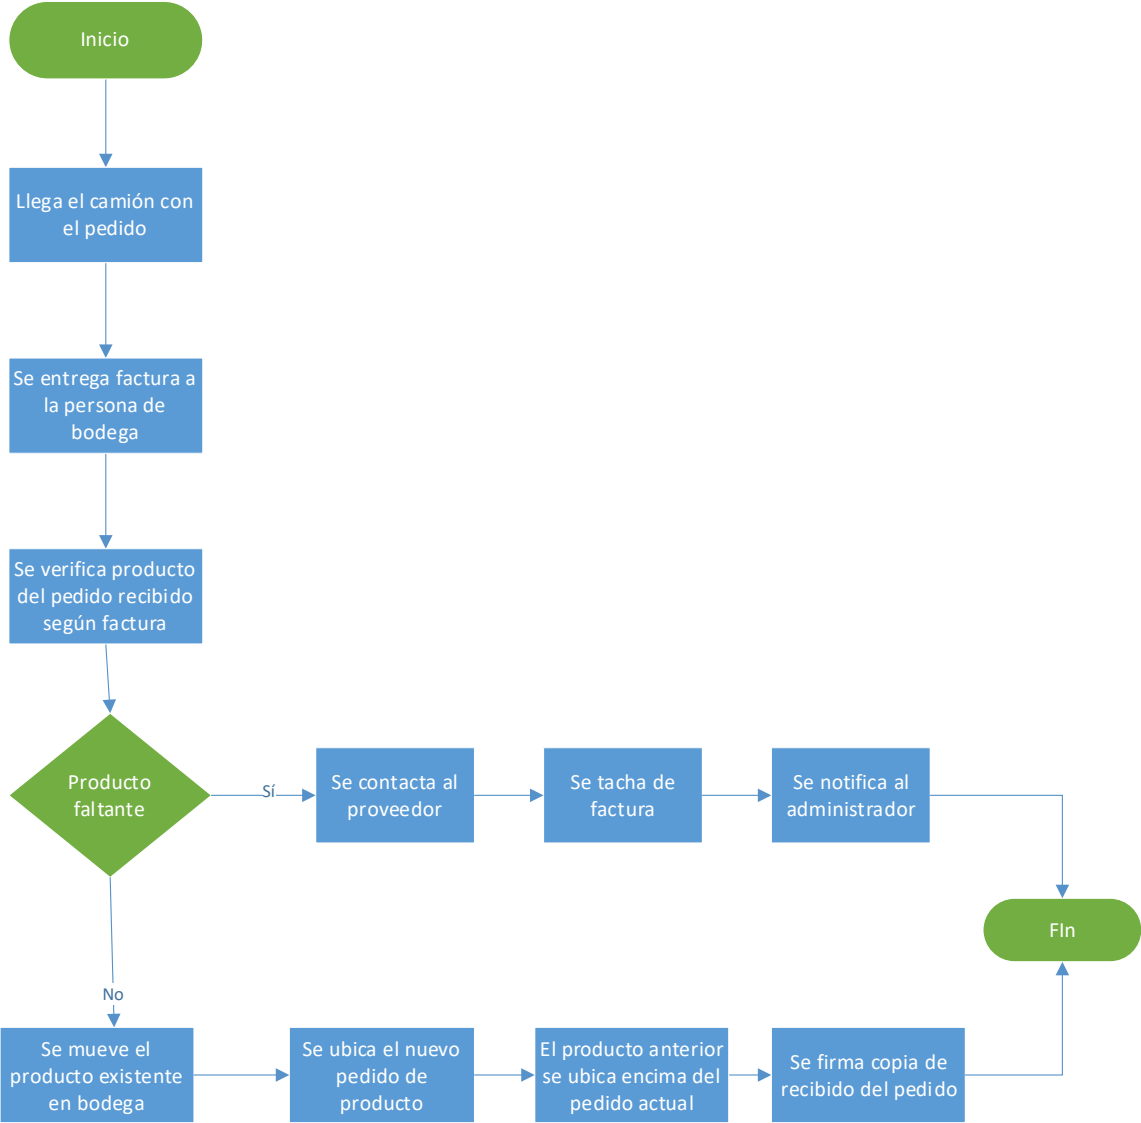 Inicio
Llega el camión con
el pedido
Se entrega factura a
la persona de
bodega
Se verifica producto
del pedido recibido
según factura
Producto
faltante
Sí
Se contacta al
proveedor
Se tacha de
factura
Se notifica al
administrador
FIn
No
Se mueve el
producto existente
en bodega
Se ubica el nuevo
pedido de
producto
El producto anterior
se ubica encima del
pedido actual
Se firma copia de
recibido del pedido